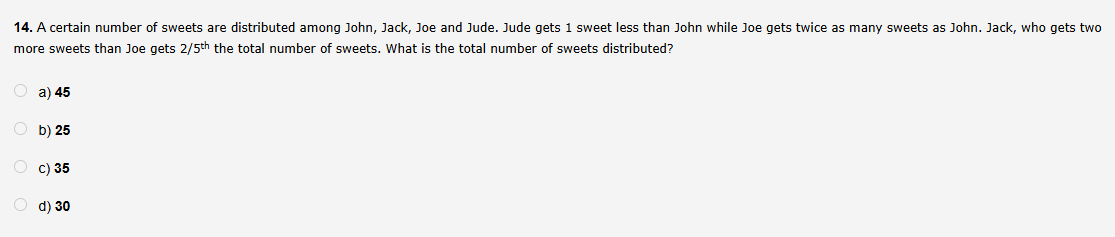 14. A certain number of sweets are distributed among John, Jack, Joe and Jude. Jude gets 1 sweet less than John while Joe gets twice as many sweets as John. Jack, who gets two
more sweets than Joe gets 2/5th the total number of sweets. What is the total number of sweets distributed?
a) 45
b) 25
c) 35
d) 30